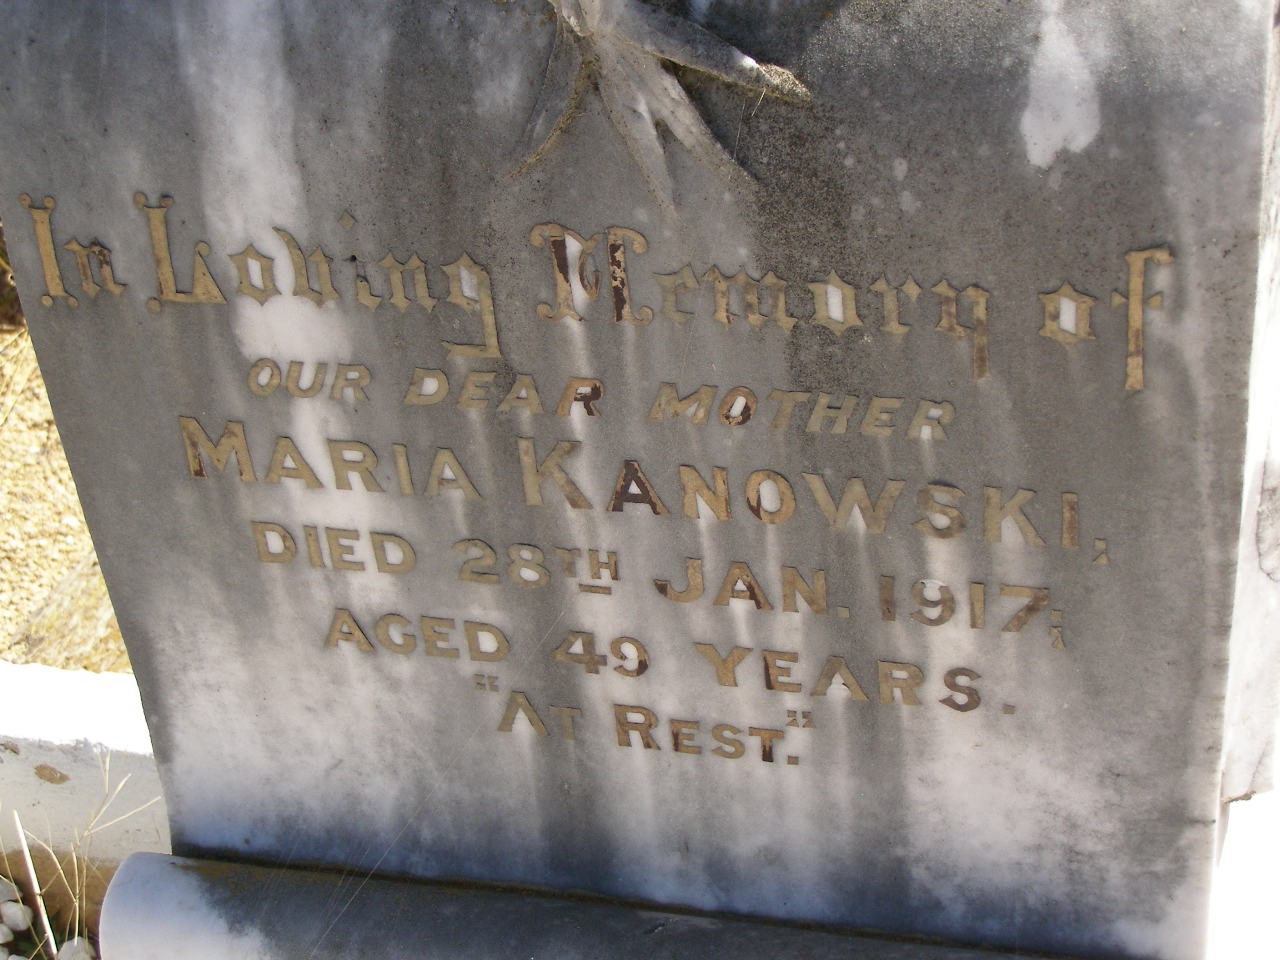 In Loving Memory of
OUR DEAR MOTHER
MARIA KANOWSKI,
DIED 28TH JAN. 1917;
AGED 49 YEARS.
"AT REST."